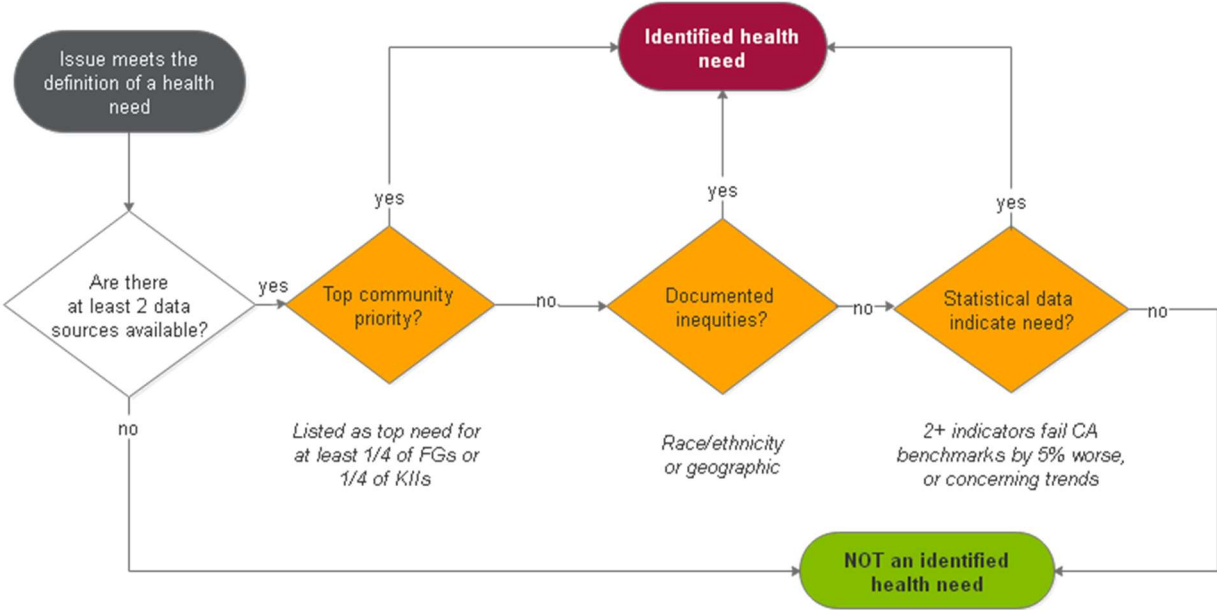 Issue meets the
definition of a health
need
Identified health
need
yes
yes
yes
Are there
at least 2 data
sources available?
yes
Top community
priority?
no
Documented
inequities?
no
Statistical data
indicate need?
no
no
Listed as top need for
at least 1/4 of FGs or
1/4 of KIIs
Race/ethnicity
or geographic
2+ indicators fail CA
benchmarks by 5% worse,
or concerning trends
NOT an identified
health need